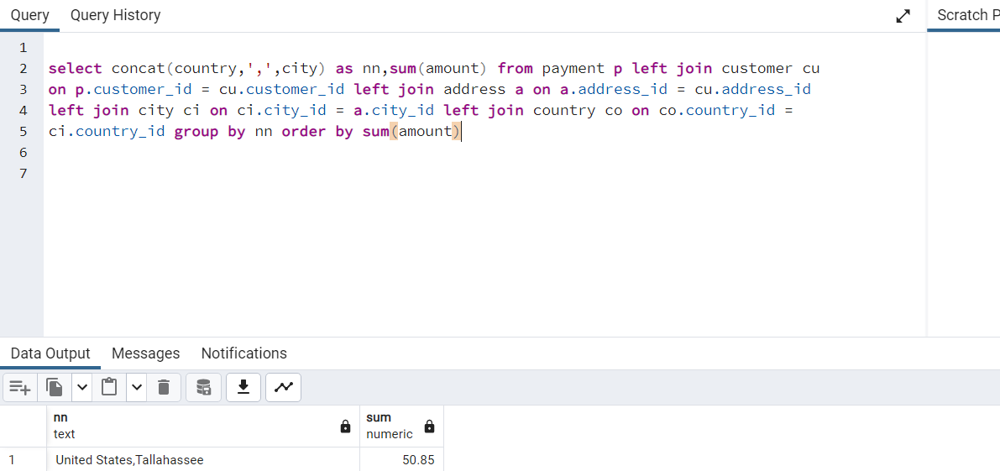 Query Query History Scratch P
1
2 select concat(country,',',city) as nn,sum(amount) from payment p left join customer cu
3 on p.customer_id = cu.customer_id left join address a on a.address_id = cu.address_id
4 left join city ci on ci.city_id = a.city_id left join country co on co.country_id =
5 ci.country_id group by nn order by sum(amount)
6
7
Data Output Messages Notifications
nn sum
text numeric
1 United States,Tallahassee 50.85